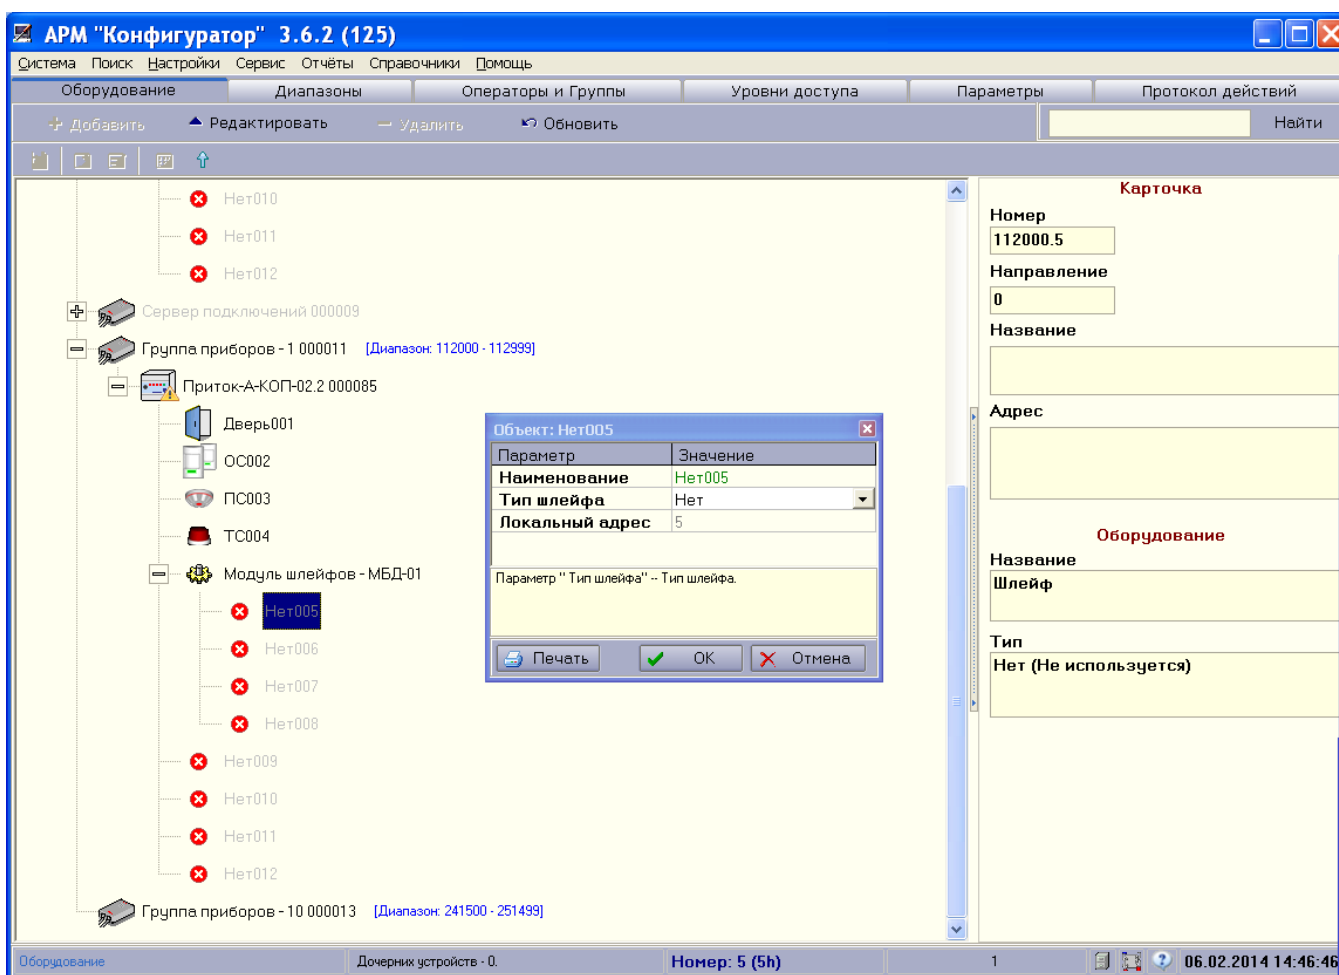 АРМ "Конфигуратор" 3.6.2 (125)
Система Поиск Настройки Сервис Отчёты Справочники Помощь
Оборудование Диапазоны Операторы и Группы Уровни доступа Параметры Протокол действий
Добавить Редактировать Удалить Обновить Найти
Нет010
Нет011
Нет012
Сервер подключений 000009
Группа приборов - 1 000011 [Диапазон: 112000 - 112999]
Приток-А-КОП-02.2 000085
Дверь001
ОС002
ПС003
ТС004
Модуль шлейфов - МБД-01
Нет005
Нет006
Нет007
Нет008
Нет009
Нет010
Нет011
Нет012
Группа приборов - 10 000013 [Диапазон: 241500 - 251499]
Объект: Нет005
Параметр Значение
Наименование Нет005
Тип шлейфа Нет
Локальный адрес 5
Параметр " Тип шлейфа" -- Тип шлейфа.
Печать ОК Отмена
Карточка
Номер
112000.5
Направление
0
Название
Адрес
Оборудование
Название
Шлейф
Тип
Нет (Не используется)
Оборудование Дочерних устройств - 0. Номер: 5 (5h) 1 06.02.2014 14:46:46